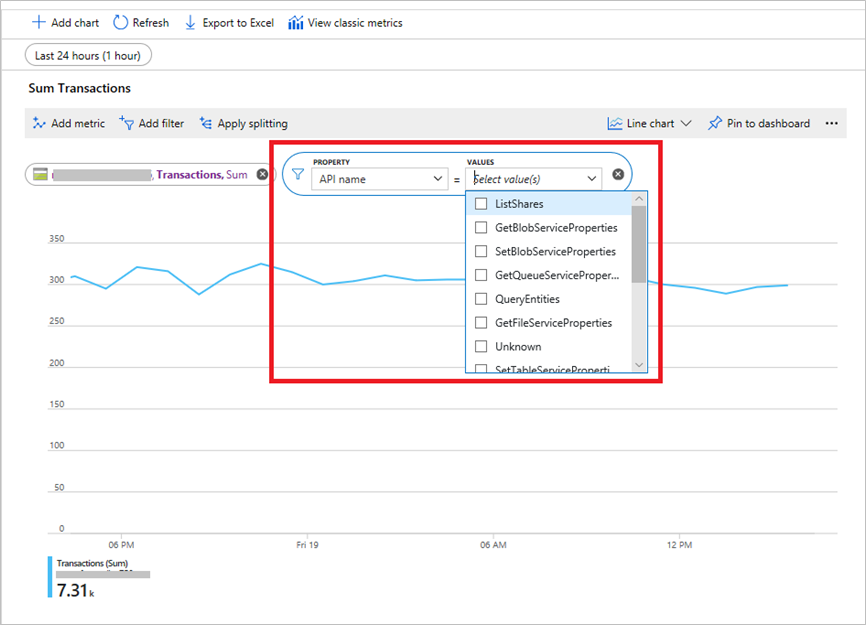 Add chart Refresh Export to Excel View classic metrics
Last 24 hours (1 hour)
Sum Transactions
Add metric Add filter Apply splitting Line chart Pin to dashboard
PROPERTY VALUES
, Transactions, Sum API name = Select value(s)
ListShares
GetBlobServiceProperties
SetBlobServiceProperties
GetQueueServiceProper...
QueryEntities
GetFileServiceProperties
Unknown
SetTableServiceProperti
350
300
250
200
150
100
50
0
06 PM Fri 19 06 AM 12 PM
Transactions (Sum)
7.31 k